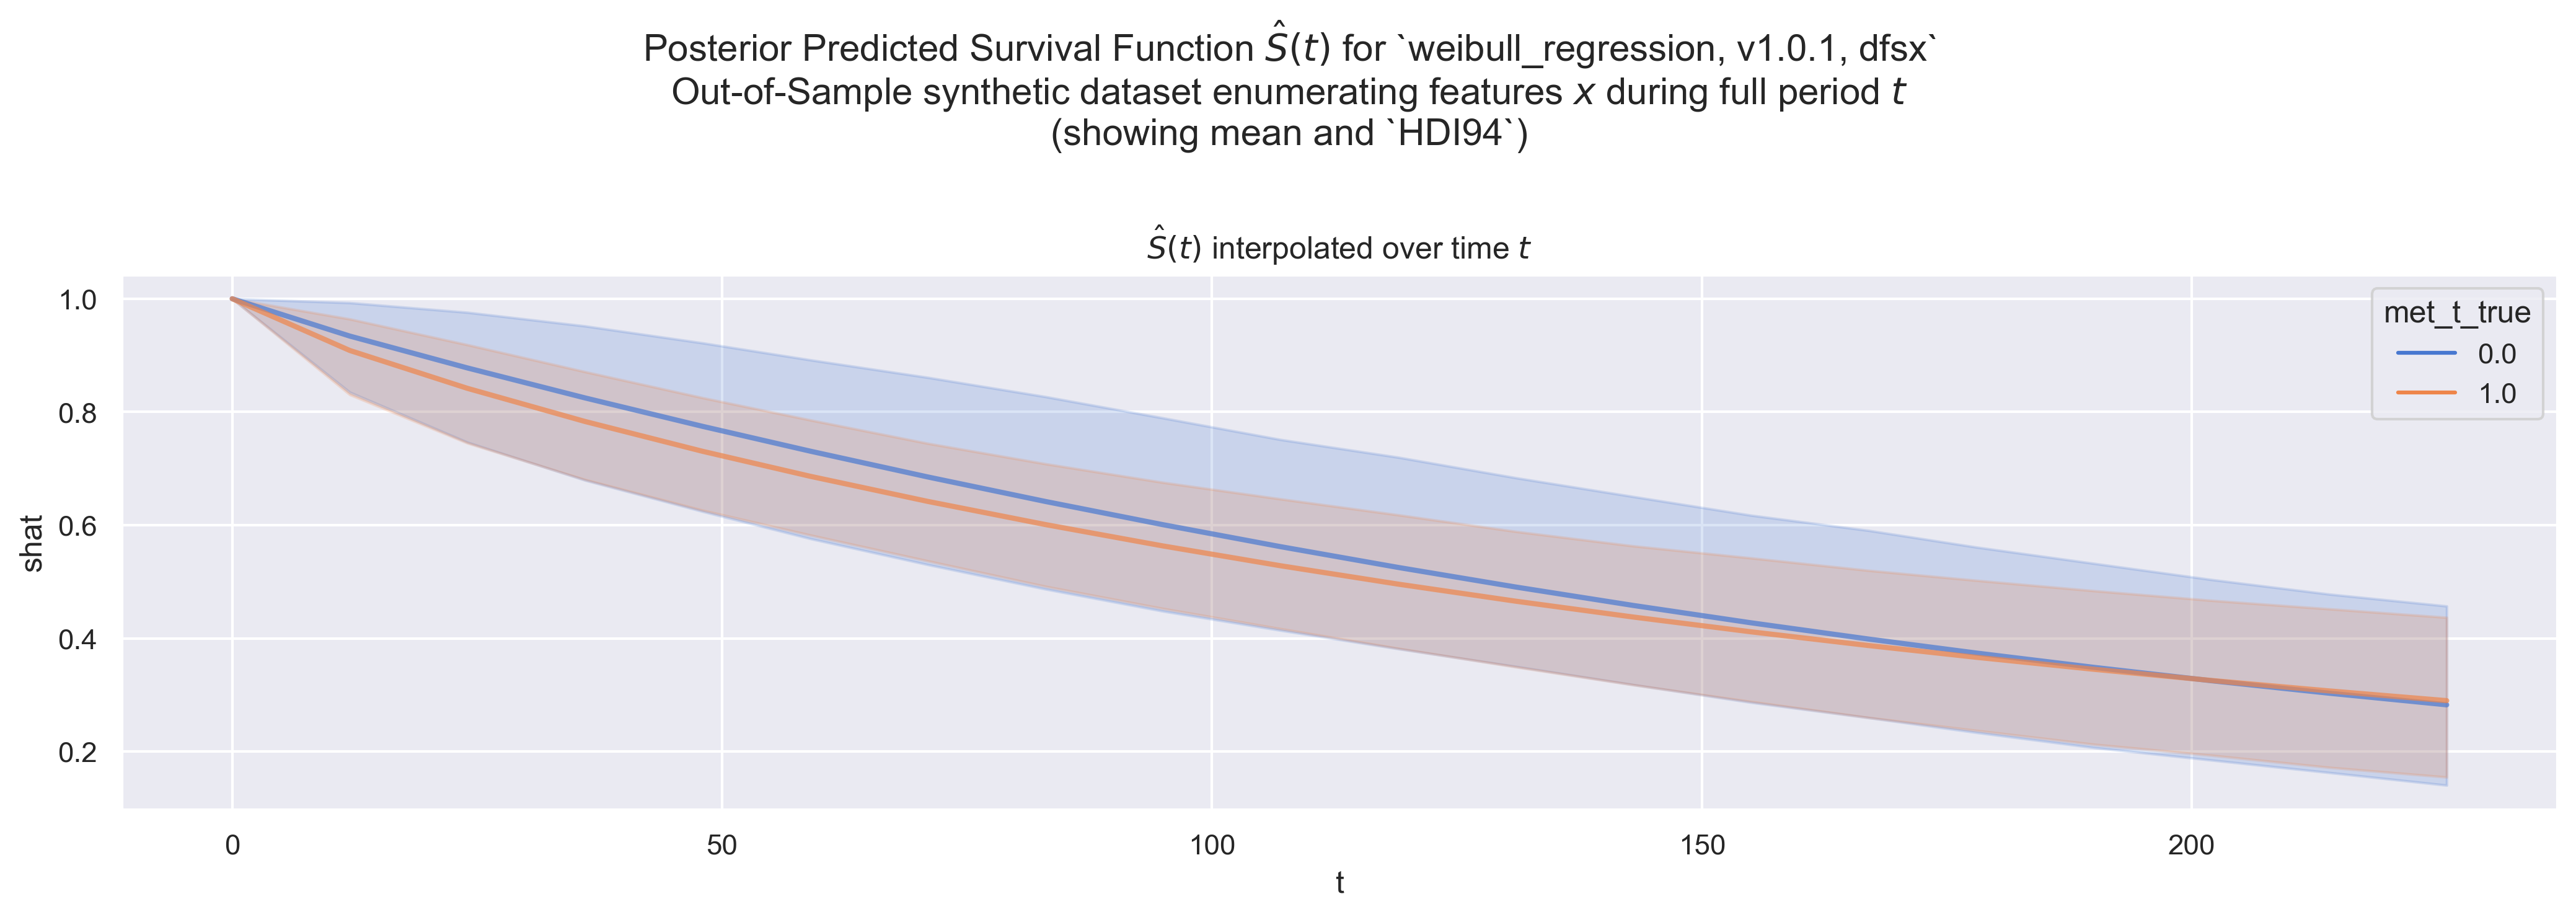 Posterior Predicted Survival Function Ŝ(t) for `weibull_regression, v1.0.1, dfsx`
Out-of-Sample synthetic dataset enumerating features x during full period t
(showing mean and `HDI94`)
Ŝ(t) interpolated over time t
met_t_true
0.0
1.0
shat
1.0
0.8
0.6
0.4
0.2
0
50
100
150
200
t